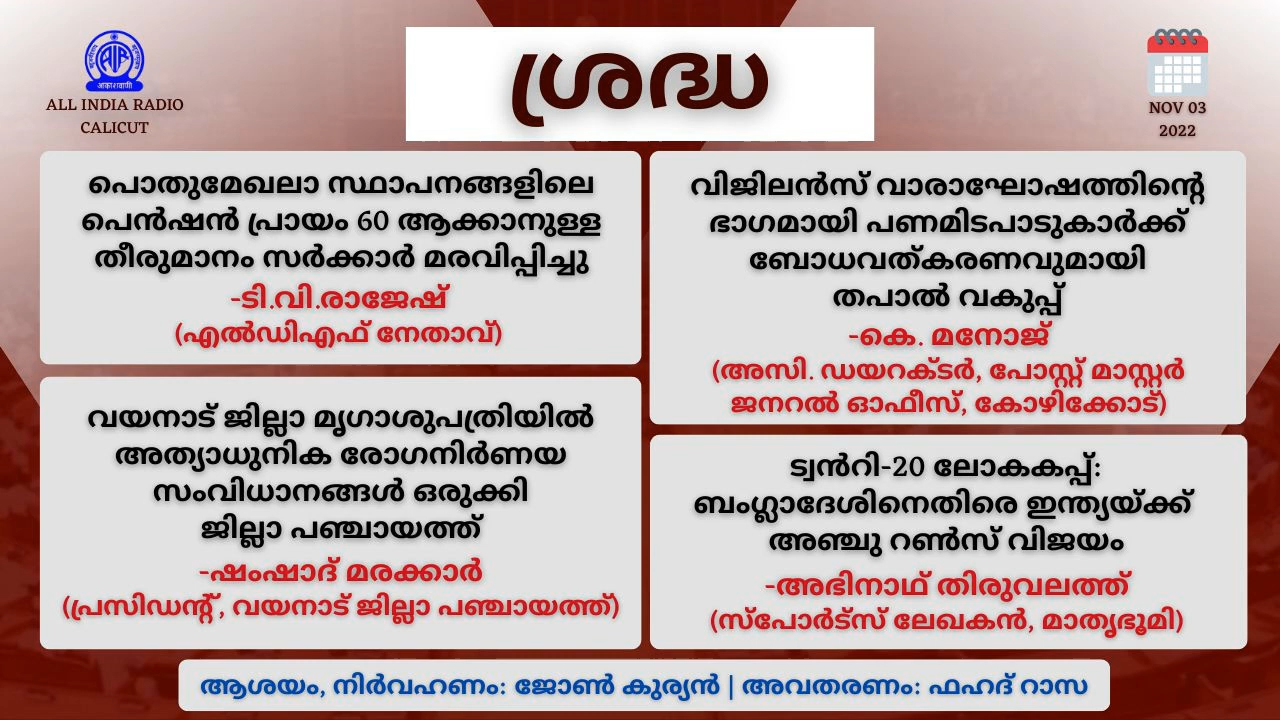 आकाशवाणी
ALL INDIA RADIO
CALICUT
ശ്രദ്ധ
NOV 03
2022
പൊതുമേഖലാ സ്ഥാപനങ്ങളിലെ
പെൻഷൻ പ്രായം 60 ആക്കാനുള്ള
തീരുമാനം സർക്കാർ മരവിപ്പിച്ചു
-ടി.വി.രാജേഷ്
(എൽഡിഎഫ് നേതാവ്)
വയനാട് ജില്ലാ മൃഗാശുപത്രിയിൽ
അത്യാധുനിക രോഗനിർണയ
സംവിധാനങ്ങൾ ഒരുക്കി
ജില്ലാ പഞ്ചായത്ത്
-ഷംഷാദ് മരക്കാർ
(പ്രസിഡന്റ്, വയനാട് ജില്ലാ പഞ്ചായത്ത്)
വിജിലൻസ് വാരാഘോഷത്തിന്റെ
ഭാഗമായി പണമിടപാടുകാർക്ക്
ബോധവത്കരണവുമായി
തപാൽ വകുപ്പ്
-കെ. മനോജ്
(അസി. ഡയറക്ടർ, പോസ്റ്റ് മാസ്റ്റർ
ജനറൽ ഓഫീസ്, കോഴിക്കോട്)
ട്വൻറി-20 ലോകകപ്പ്:
ബംഗ്ലാദേശിനെതിരെ ഇന്ത്യയ്ക്ക്
അഞ്ചു റൺസ് വിജയം
-അഭിനാഥ് തിരുവലത്ത്
(സ്പോർട്സ് ലേഖകൻ, മാതൃഭൂമി)
ആശയം, നിർവഹണം: ജോൺ കുര്യൻ | അവതരണം: ഫഹദ് റാസ